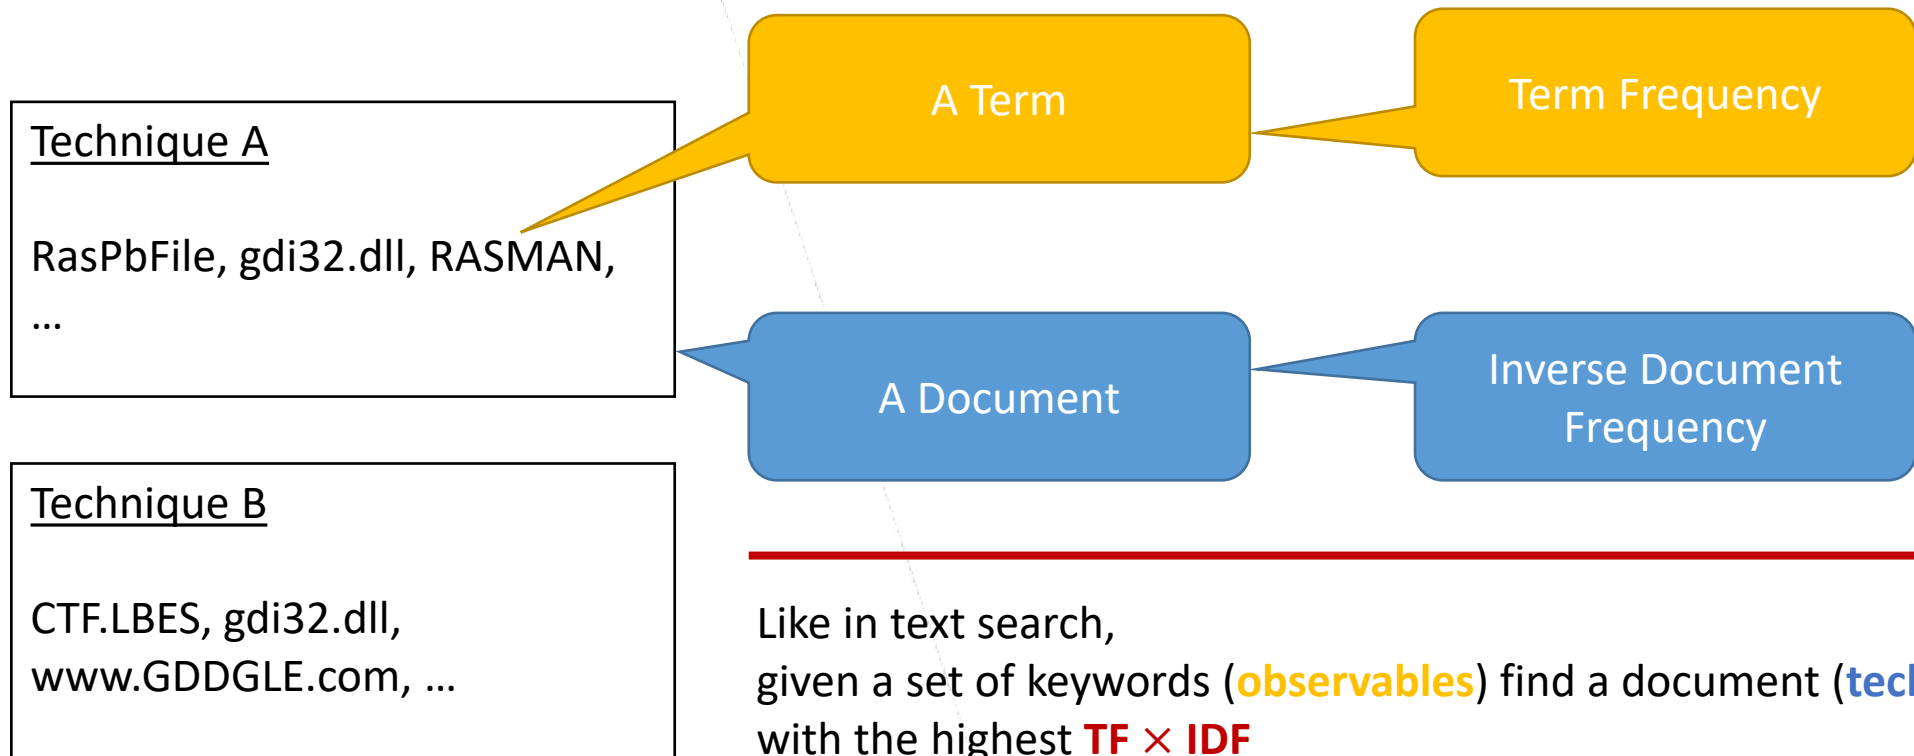 Technique A
RasPbFile, gdi32.dll, RASMAN,
...
Technique B
CTF.LBES, gdi32.dll,
www.GDDGLE.com, ...
A Term
Term Frequency
A Document
Inverse Document
Frequency
Like in text search,
given a set of keywords (observables) find a document (
with the highest TF × IDF